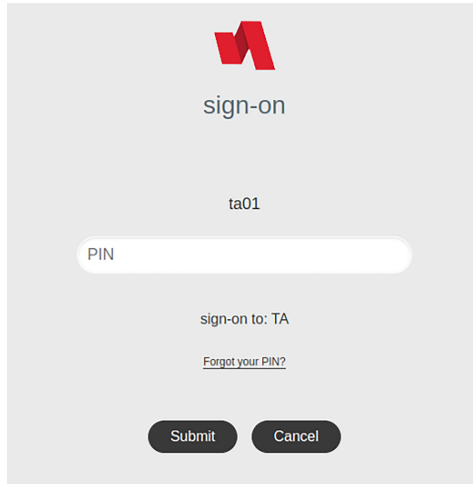 sign-on
ta01
PIN
sign-on to: TA
Forgot your PIN?
Submit Cancel